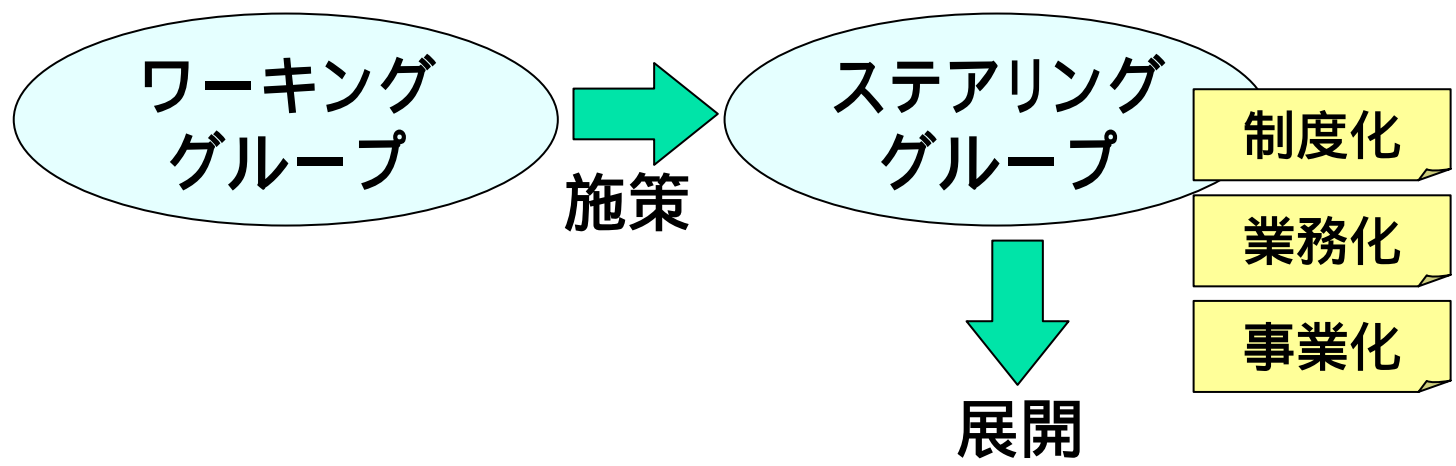 ワーキング
グループ
施策
ステアリング
グループ
制度化
業務化
事業化
展開